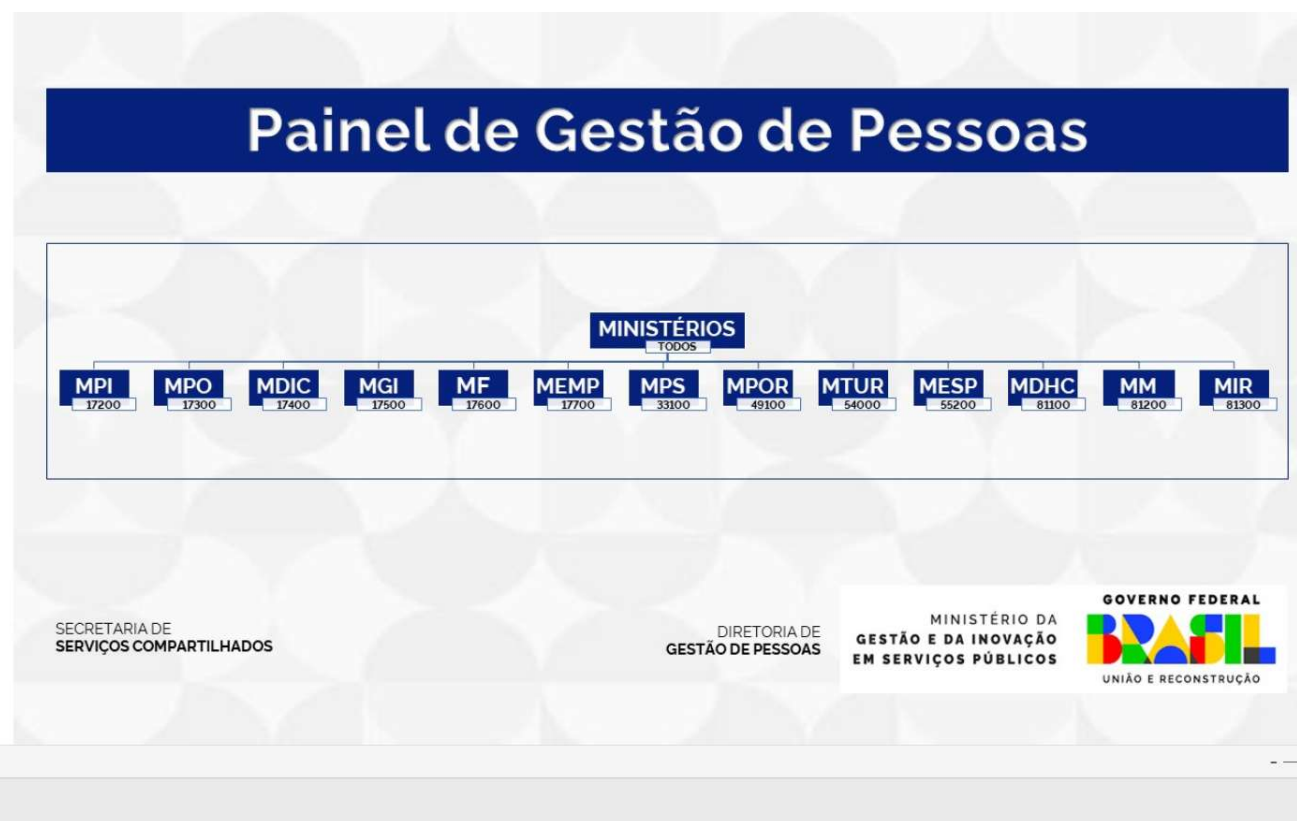 Painel de Gestão de Pessoas
MINISTÉRIOS
TODOS
MPI MPO MDIC MGI MF MEMP MPS MPOR MTUR MESP MDHC MM MIR
17200 17300 17400 17500 17600 17700 33100 49100 54000 55200 81100 81200 81300
SECRETARIA DE
SERVIÇOS COMPARTILHADOS
DIRETORIA DE
GESTÃO DE PESSOAS
MINISTÉRIO DA
GESTÃO E DA INOVAÇÃO
EM SERVIÇOS PÚBLICOS
GOVERNO FEDERAL
BRASIL
UNIÃO E RECONSTRUÇÃO